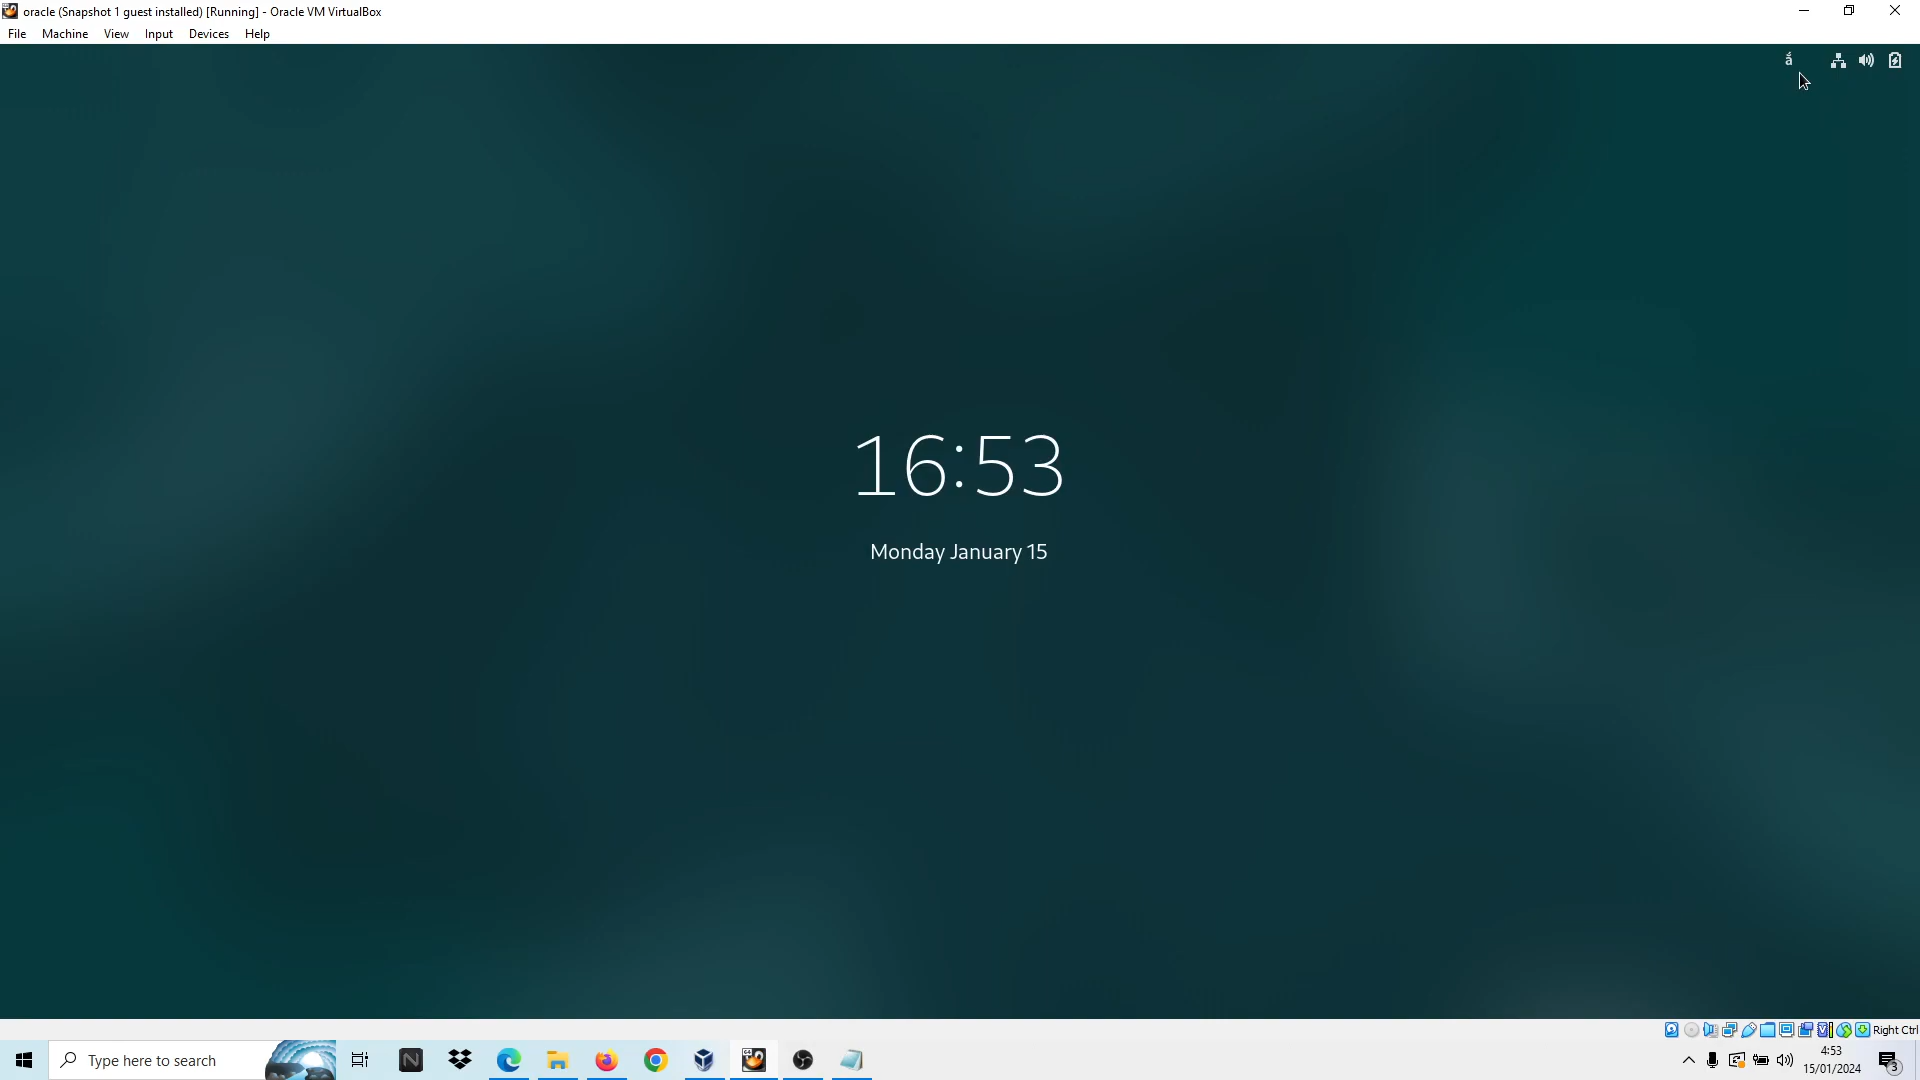 oracle (Snapshot 1 guest installed) [Running] - Oracle VM VirtualBox
File Machine View Input Devices Help
16:53
Monday January 15
Right Ctrl
Type here to search
4:53
15/01/2024
3